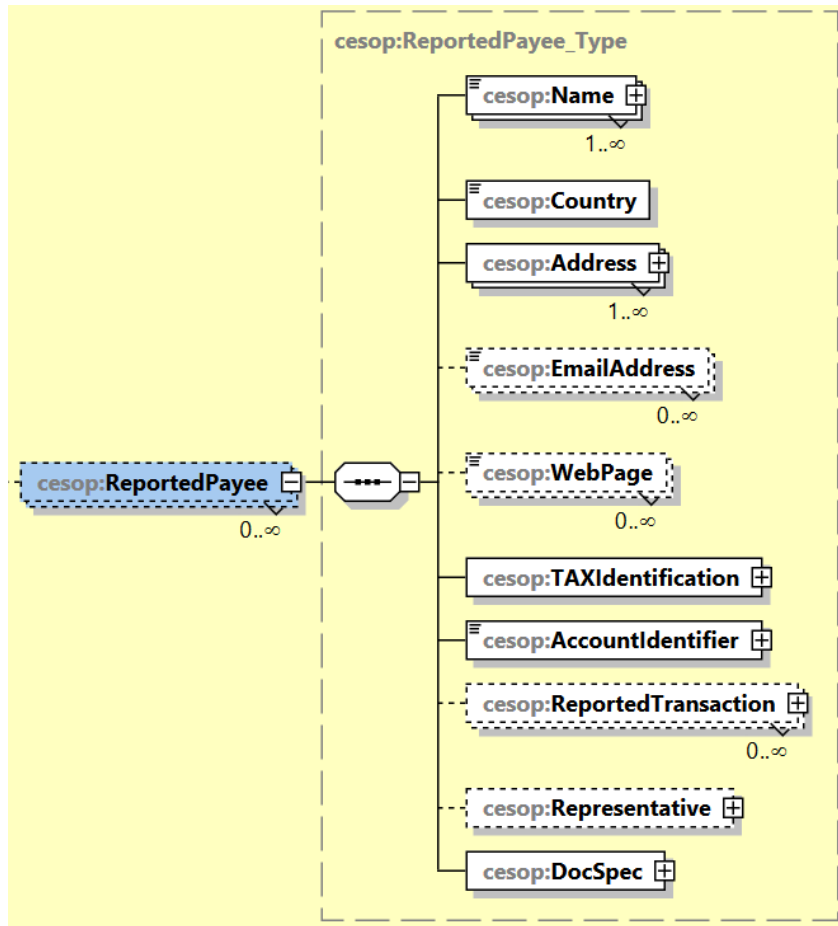 cesop:ReportedPayee_Type
cesop:Name
1..∞
cesop:Country
cesop:Address
1..∞
cesop:EmailAddress
0..∞
cesop:WebPage
0..∞
cesop:ReportedPayee
0..∞
cesop:TAXIdentification
cesop:AccountIdentifier
cesop:ReportedTransaction
0..∞
cesop:Representative
cesop:DocSpec